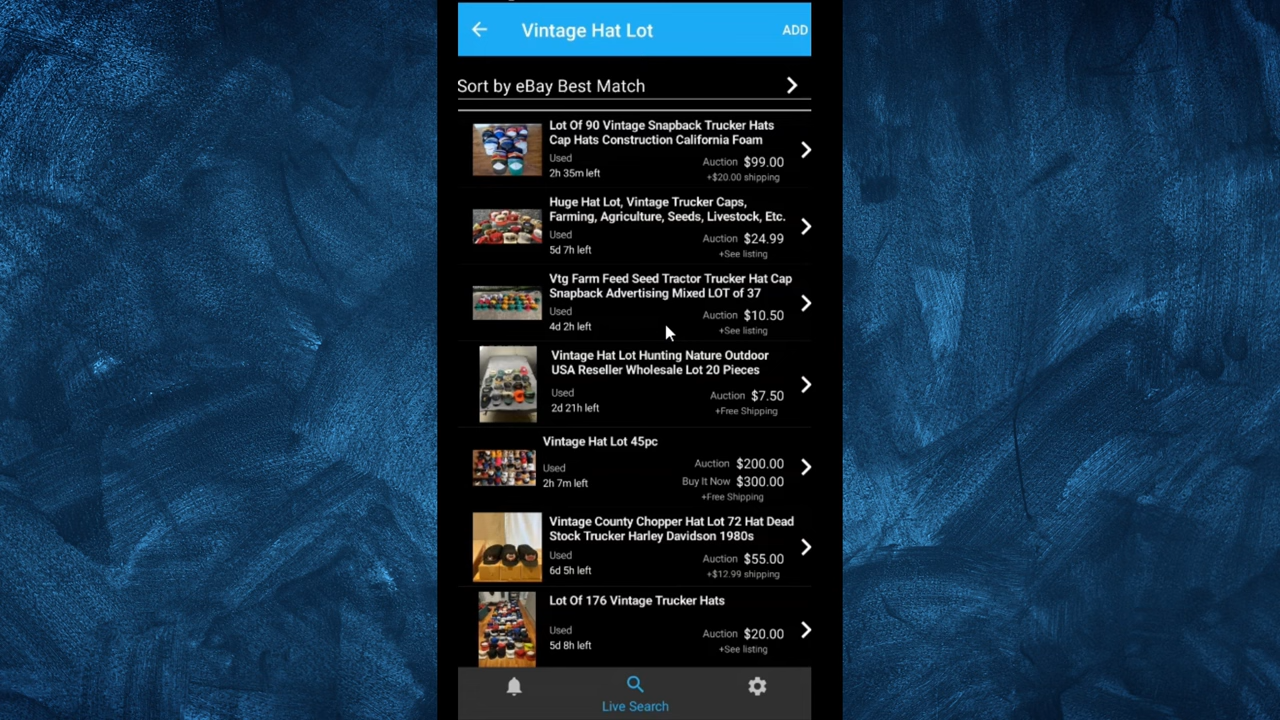 Vintage Hat Lot
ADD
Sort by eBay Best Match
Lot Of 90 Vintage Snapback Trucker Hats
Cap Hats Construction California Foam
Used
Auction $99.00
2h 35m left
+$20.00 shipping
Huge Hat Lot, Vintage Trucker Caps,
Farming, Agriculture, Seeds, Livestock, Etc.
Used
Auction $24.99
5d 7h left
+See listing
Vtg Farm Feed Seed Tractor Trucker Hat Cap
Snapback Advertising Mixed LOT of 37
Used
Auction $10.50
4d 2h left
+See listing
Vintage Hat Lot Hunting Nature Outdoor
USA Reseller Wholesale Lot 20 Pieces
Used
Auction $7.50
2d 21h left
+Free Shipping
Vintage Hat Lot 45pc
Auction $200.00
Used
Buy It Now $300.00
2h 7m left
+Free Shipping
Vintage County Chopper Hat Lot 72 Hat Dead
Stock Trucker Harley Davidson 1980s
Used
Auction $55.00
6d 5h left
+$12.99 shipping
Lot Of 176 Vintage Trucker Hats
Used
Auction $20.00
5d 8h left
+See listing
Live Search